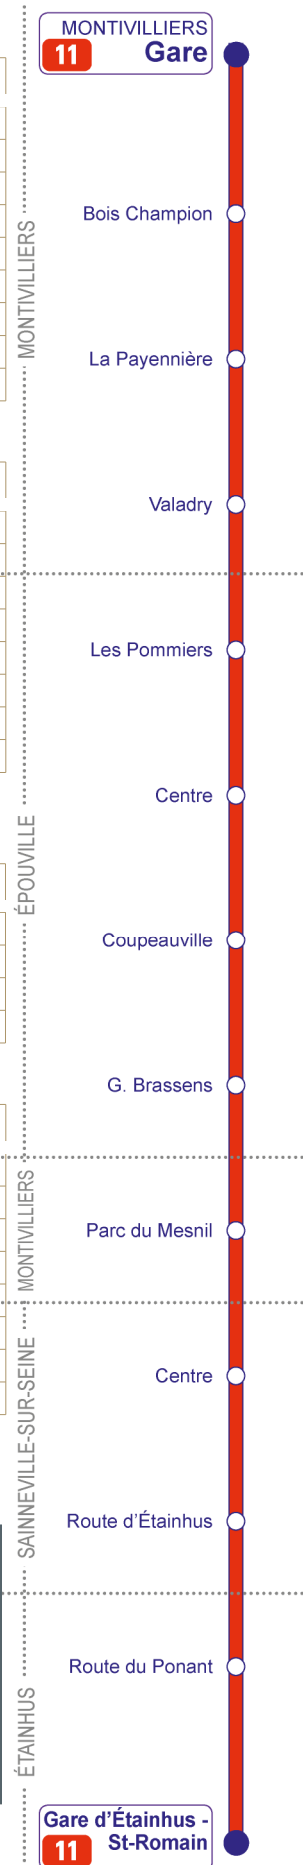 MONTIVILLIERS
11 Gare
Bois Champion
MONTIVILLIERS
La Payennière
Valadry
Les Pommiers
Centre
ÉPOUVILLE
Coupeauville
G. Brassens
MONTIVILLIERS
Parc du Mesnil
Centre
SAINNEVILLE-SUR-SEINE
Route d'Étainhus
Route du Ponant
ÉTAINHUS
Gare d'Étainhus -
11 St-Romain